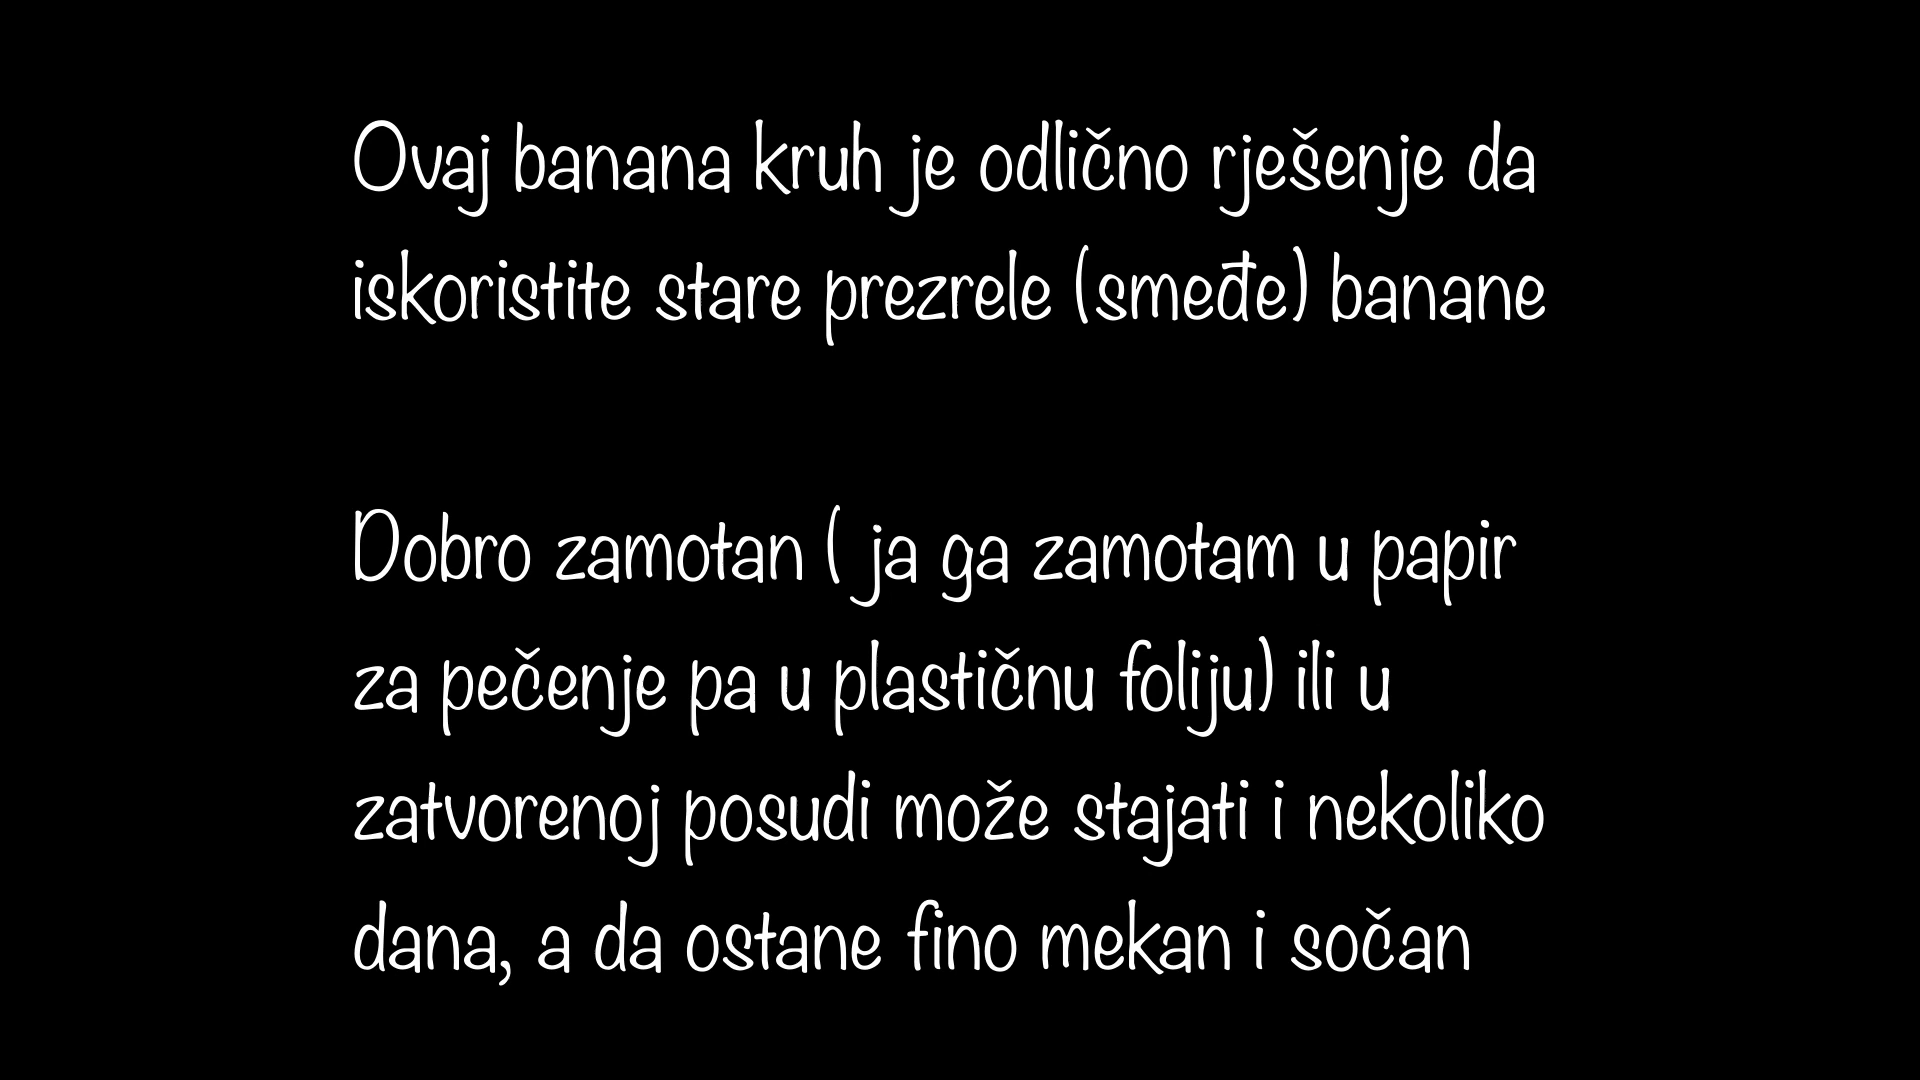 Ovaj banana kruh je odlično rješenje da
iskoristite stare prezrele (smeđe) banane
Dobro zamotan ( ja ga zamotam u papir
za pečenje pa u plastičnu foliju) ili u
zatvorenoj posudi može stajati i nekoliko
dana, a da ostane fino mekan i sočan